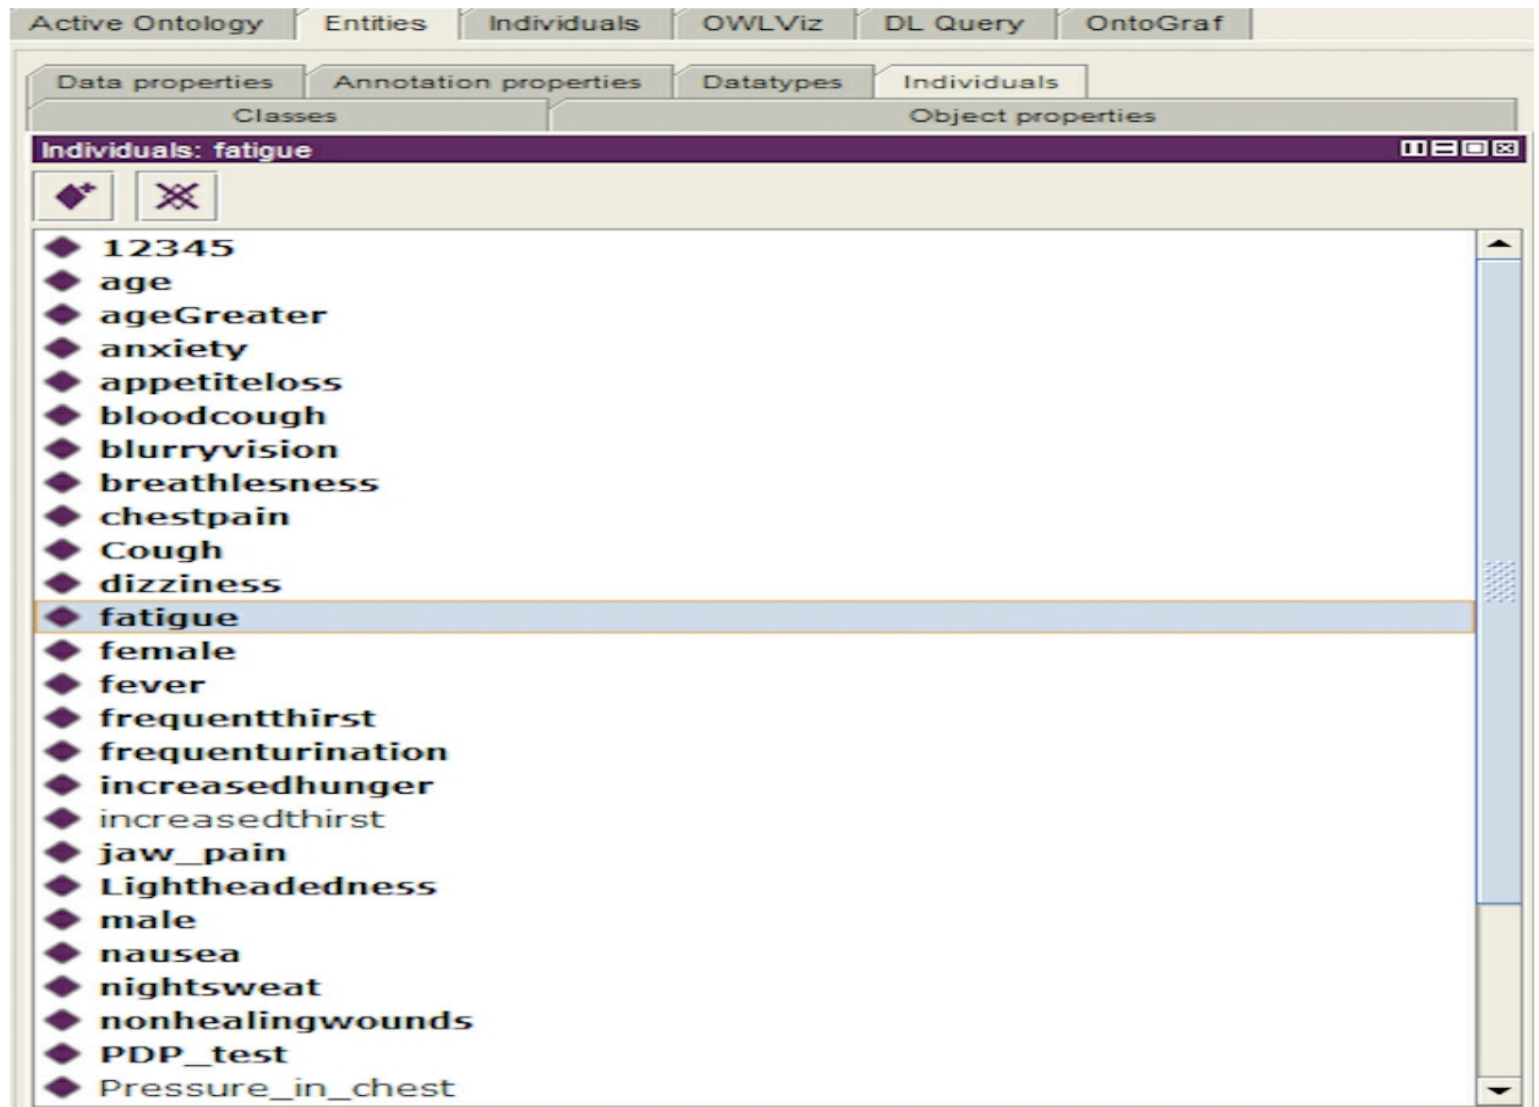 Active Ontology Entities Individuals OWLViz DL Query OntoGraf
Data properties Annotation properties Datatypes Individuals
Classes Object properties
Individuals: fatigue
12345
age
ageGreater
anxiety
appetiteloss
bloodcough
blurryvision
breathlesness
chestpain
Cough
dizziness
fatigue
female
fever
frequentthirst
frequenturination
increasedhunger
increasedthirst
jaw_pain
Lightheadedness
male
nausea
nightsweat
nonhealingwounds
PDP_test
Pressure_in_chest